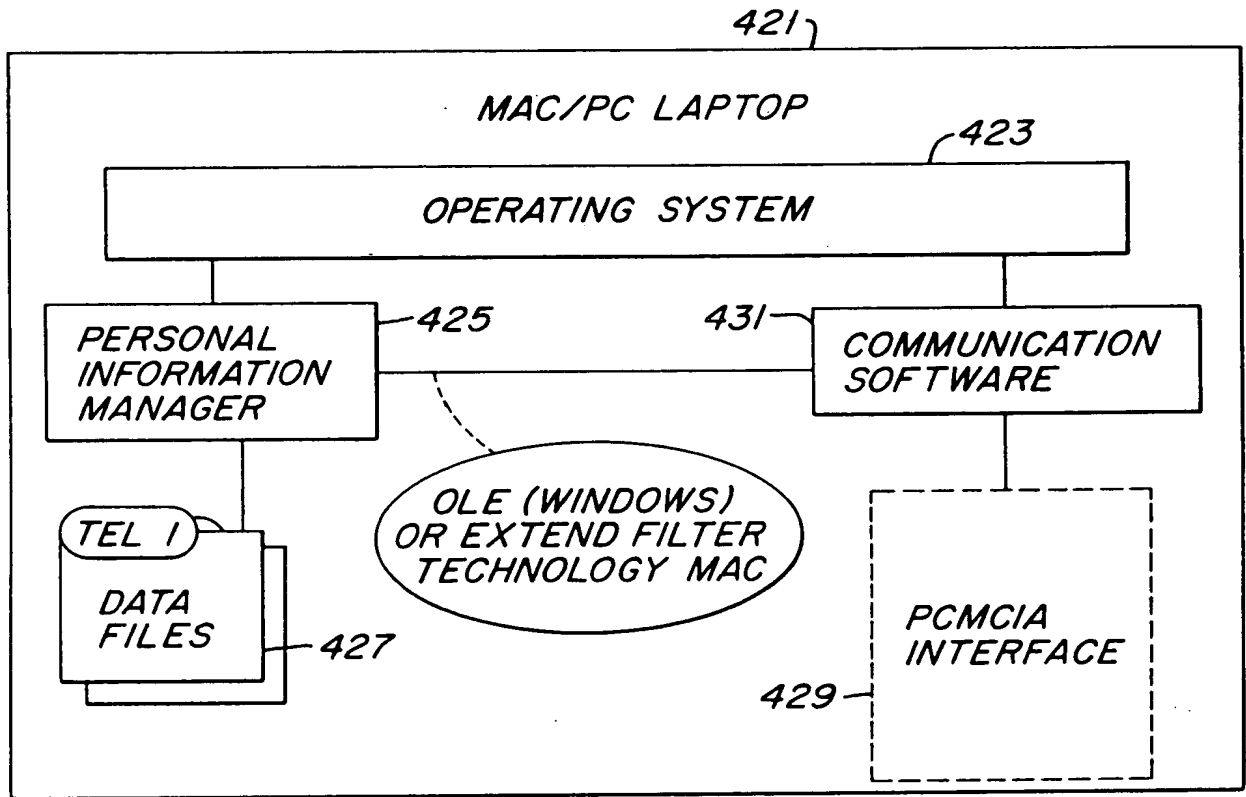 421
MAC/PC LAPTOP
423
OPERATING SYSTEM
425
431
PERSONAL
INFORMATION
MANAGER
COMMUNICATION
SOFTWARE
OLE (WINDOWS)
OR EXTEND FILTER
TECHNOLOGY MAC
TEL 1
DATA
FILES
427
PCMCIA
INTERFACE
429